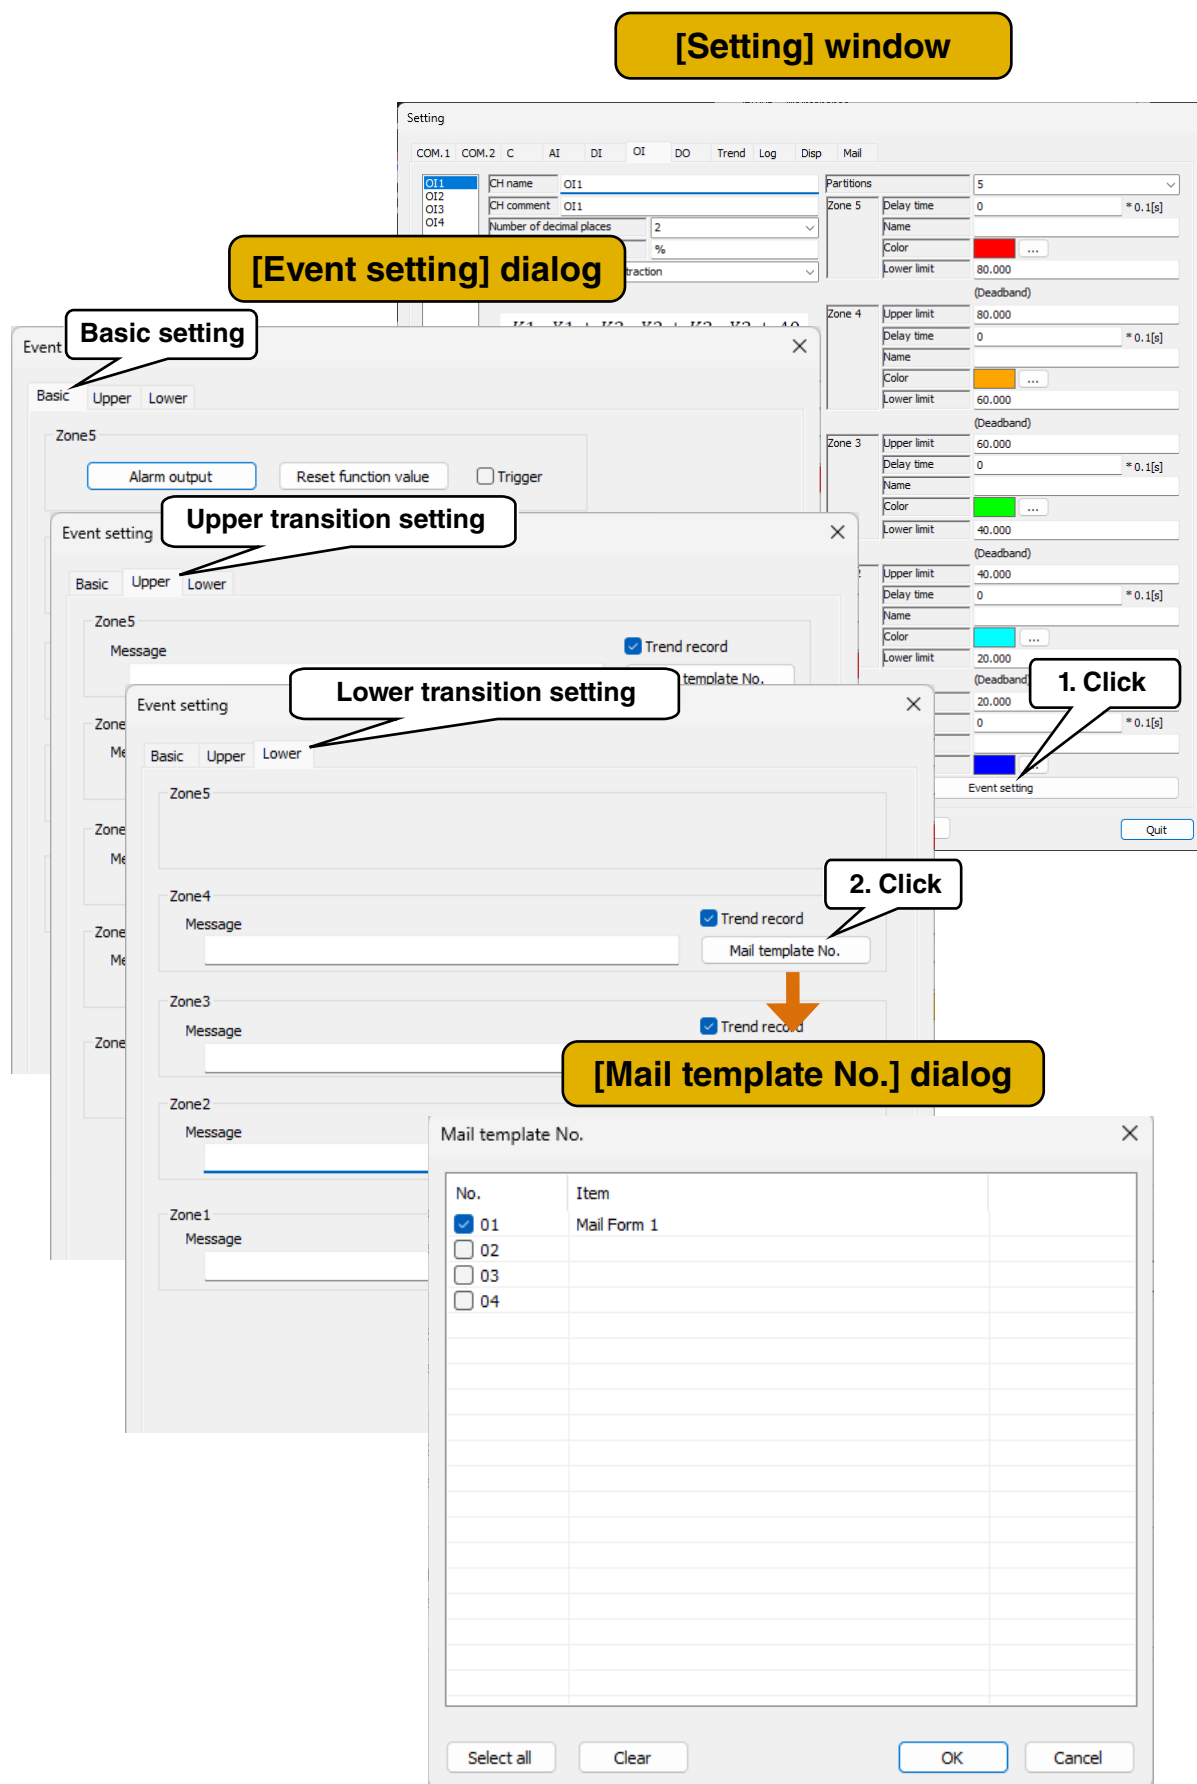 [Setting] window
Setting
COM.1 COM.2 C AI DI OI DO Trend Log Disp Mail
OI1
OI2
OI3
OI4
CH name OI1
CH comment OI1
Number of decimal places 2
%
Partitions 5
Zone 5 Delay time 0 * 0.1[s]
Name
Color ...
Lower limit 80.000
(Deadband)
Zone 4 Upper limit 80.000
Delay time 0 * 0.1[s]
Name
Color ...
Lower limit 60.000
(Deadband)
Zone 3 Upper limit 60.000
Delay time 0 * 0.1[s]
Name
Color ...
Lower limit 40.000
(Deadband)
Upper limit 40.000
Delay time 0 * 0.1[s]
Name
Color ...
Lower limit 20.000
(Deadband)
20.000
0 * 0.1[s]
...
Event setting
Quit
1. Click
[Event setting] dialog
Basic setting
Event
Basic Upper Lower
Zone5
Alarm output Reset function value Trigger
Upper transition setting
Event setting
Basic Upper Lower
Zone5
Message
Trend record
template No.
Zone
Zone
Zone
Zone
Lower transition setting
Event setting
Basic Upper Lower
Zone5
Zone4
Message
Trend record
Mail template No.
2. Click
Zone3
Message
Trend record
Zone2
Message
Zone1
Message
[Mail template No.] dialog
Mail template No.
No. Item
01 Mail Form 1
02
03
04
Select all Clear OK Cancel